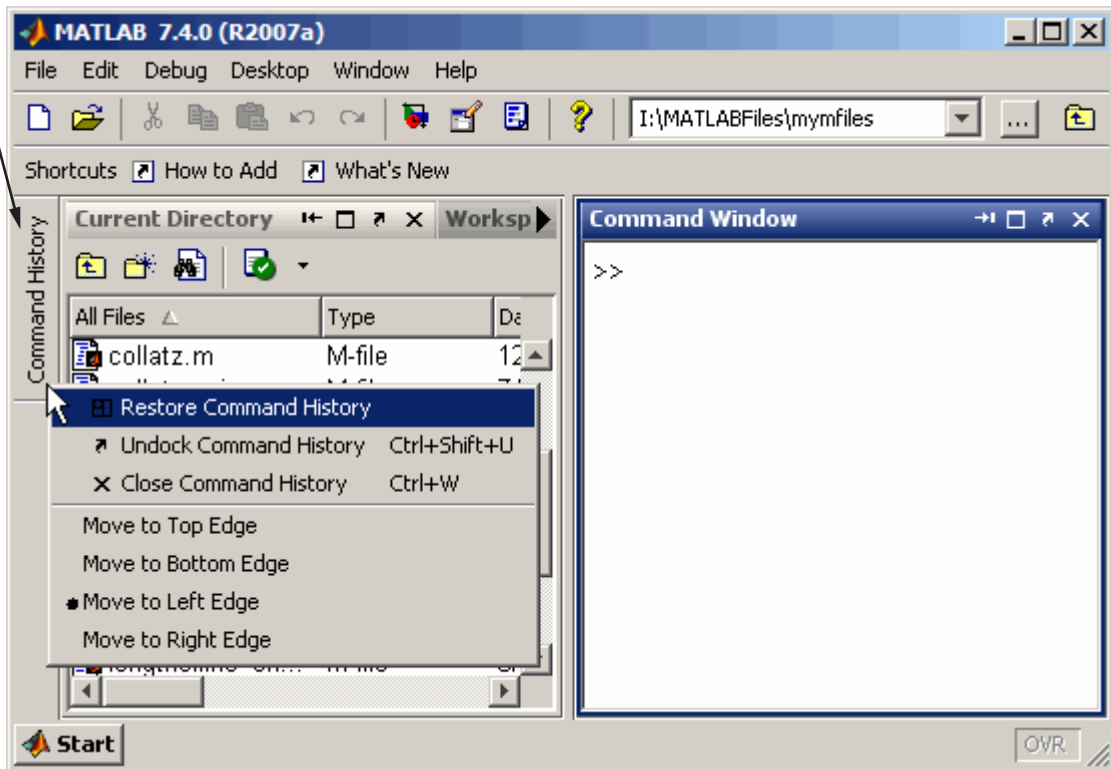 MATLAB 7.4.0 (R2007a)
File Edit Debug Desktop Window Help
I:\MATLABFiles\mymfiles ...
Shortcuts How to Add What's New
Command History
Current Directory Worksp
All Files Type Da
collatz.m M-file 12
Restore Command History
Undock Command History Ctrl+Shift+U
Close Command History Ctrl+W
Move to Top Edge
Move to Bottom Edge
Move to Left Edge
Move to Right Edge
Command Window
>>
Start
OVR